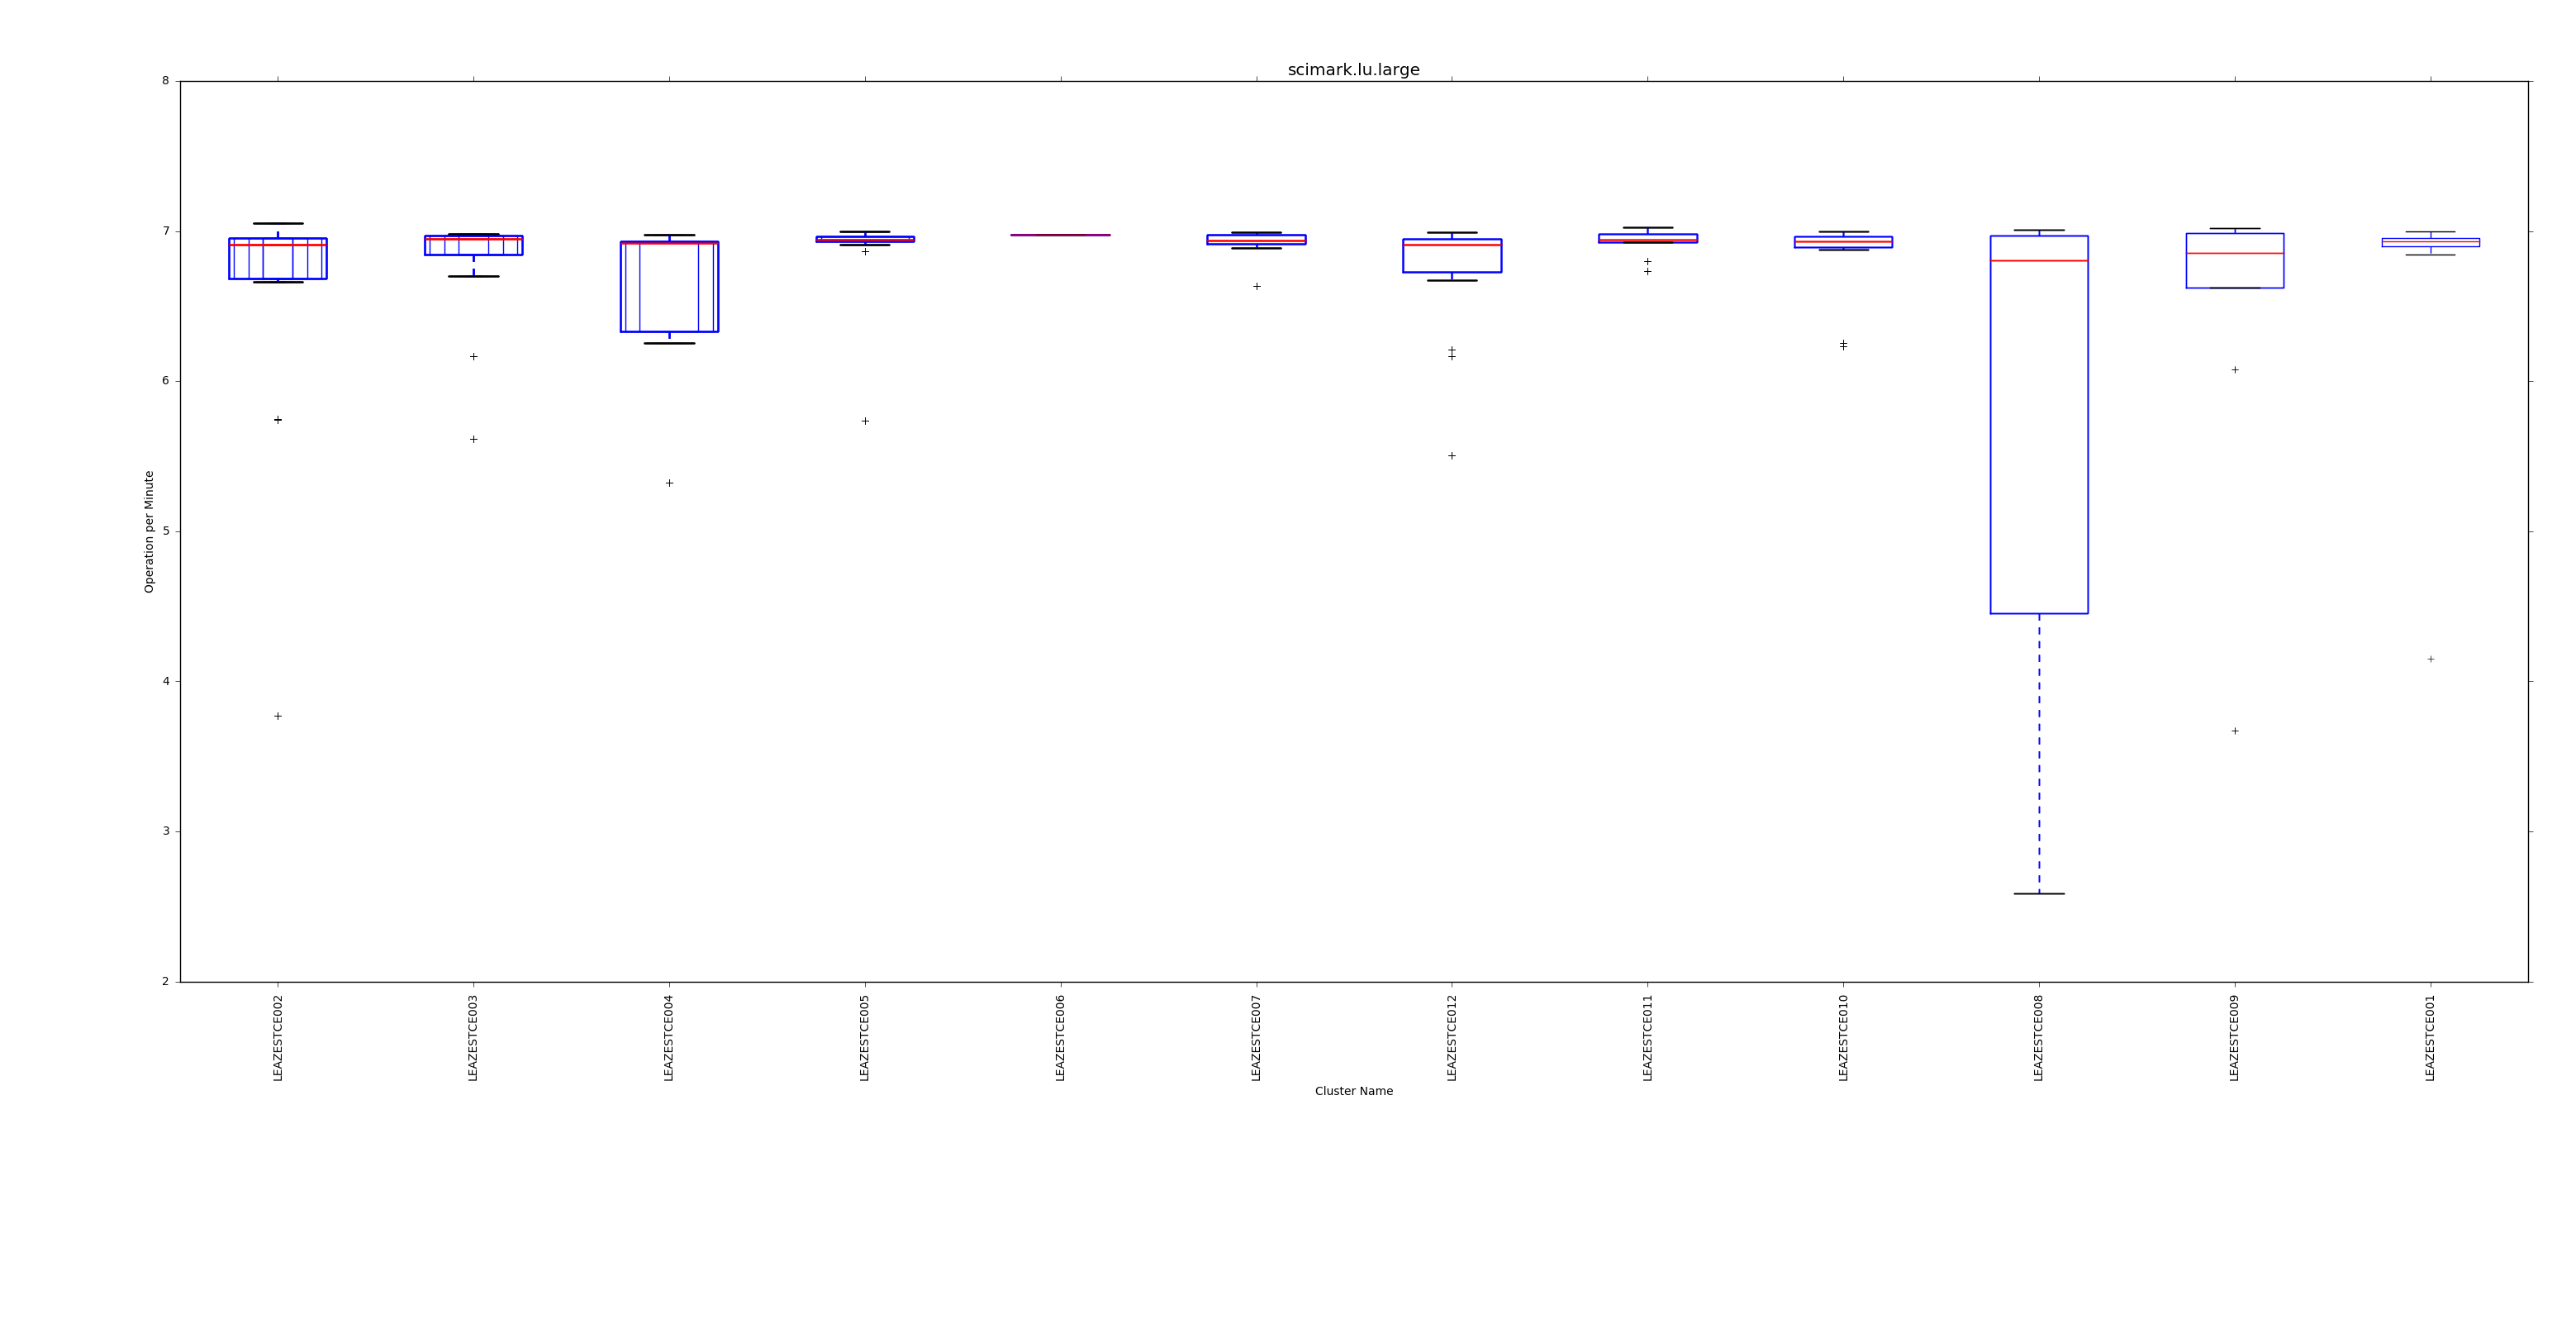 scimark.lu.large
8
7
6
5
4
3
2
Operation per Minute
LEAZESTCE002
LEAZESTCE003
LEAZESTCE004
LEAZESTCE005
LEAZESTCE006
LEAZESTCE007
LEAZESTCE012
LEAZESTCE011
LEAZESTCE010
LEAZESTCE008
LEAZESTCE009
LEAZESTCE001
Cluster Name